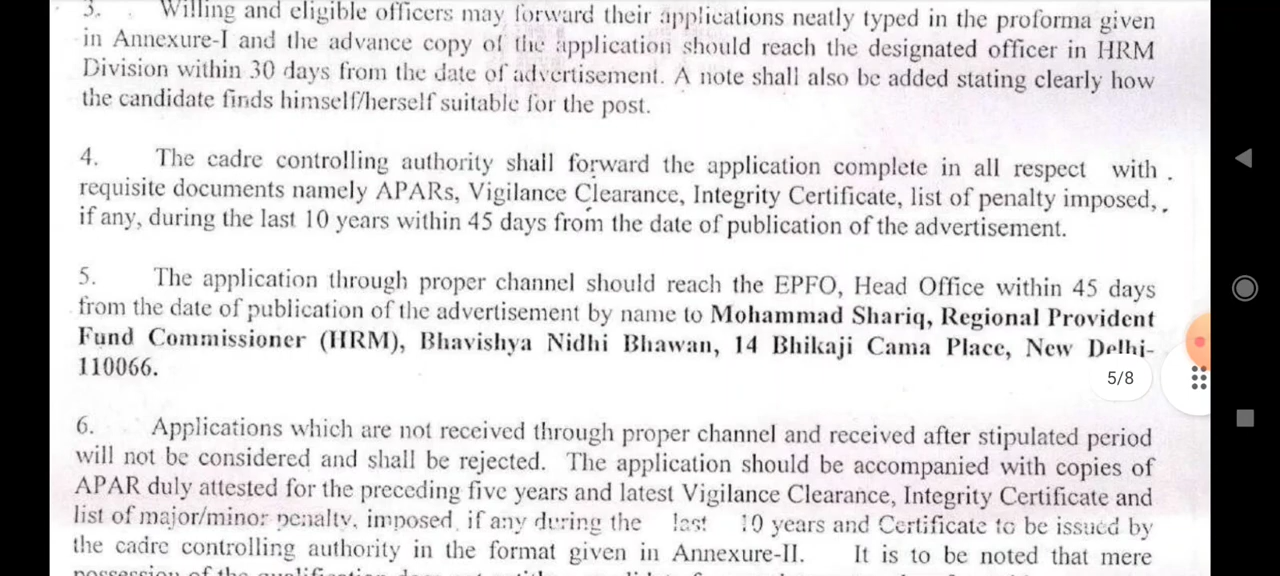 3. Willing and eligible officers may forward their applications neatly typed in the proforma given
in Annexure-I and the advance copy of the application should reach the designated officer in HRM
Division within 30 days from the date of advertisement. A note shall also be added stating clearly how
the candidate finds himself/herself suitable for the post.
4. The cadre controlling authority shall forward the application complete in all respect with
requisite documents namely APARs, Vigilance Clearance, Integrity Certificate, list of penalty imposed,
if any, during the last 10 years within 45 days from the date of publication of the advertisement.
5. The application through proper channel should reach the EPFO, Head Office within 45 days
from the date of publication of the advertisement by name to Mohammad Shariq, Regional Provident
Fund Commissioner (HRM), Bhavishya Nidhi Bhawan, 14 Bhikaji Cama Place, New Delhi-
110066.
5/8
6. Applications which are not received through proper channel and received after stipulated period
will not be considered and shall be rejected. The application should be accompanied with copies of
APAR duly attested for the preceding five years and latest Vigilance Clearance, Integrity Certificate and
list of major/minor penalty, imposed, if any during the last 10 years and Certificate to be issued by
the cadre controlling authority in the format given in Annexure-II. It is to be noted that mere